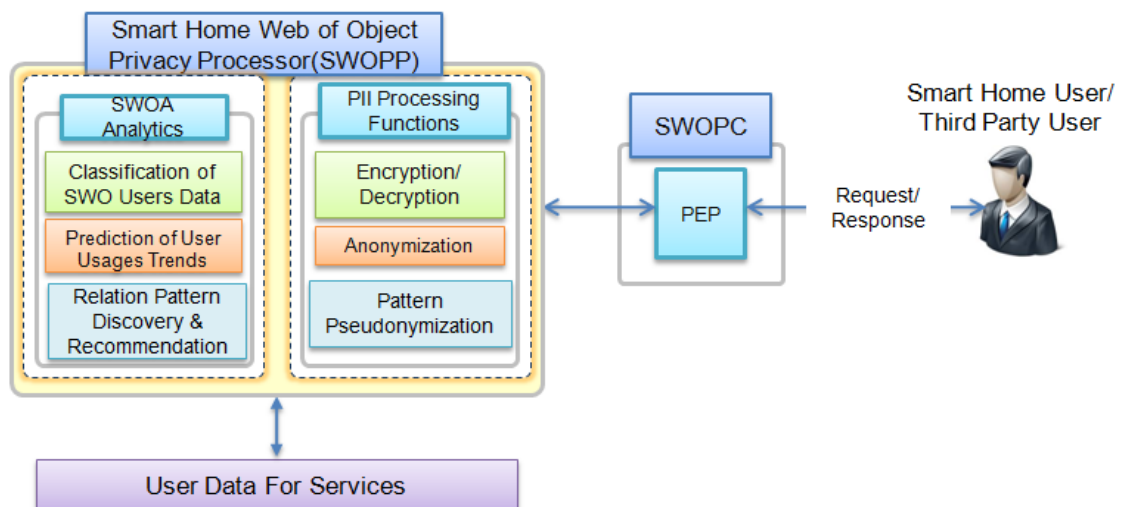 Smart Home Web of Object
Privacy Processor(SWOPP)
SWOA
Analytics
Classification of
SWO Users Data
Prediction of User
Usages Trends
Relation Pattern
Discovery &
Recommendation
PII Processing
Functions
Encryption/
Decryption
Anonymization
Pattern
Pseudonymization
SWOPC
PEP
Request/
Response
Smart Home User/
Third Party User
User Data For Services